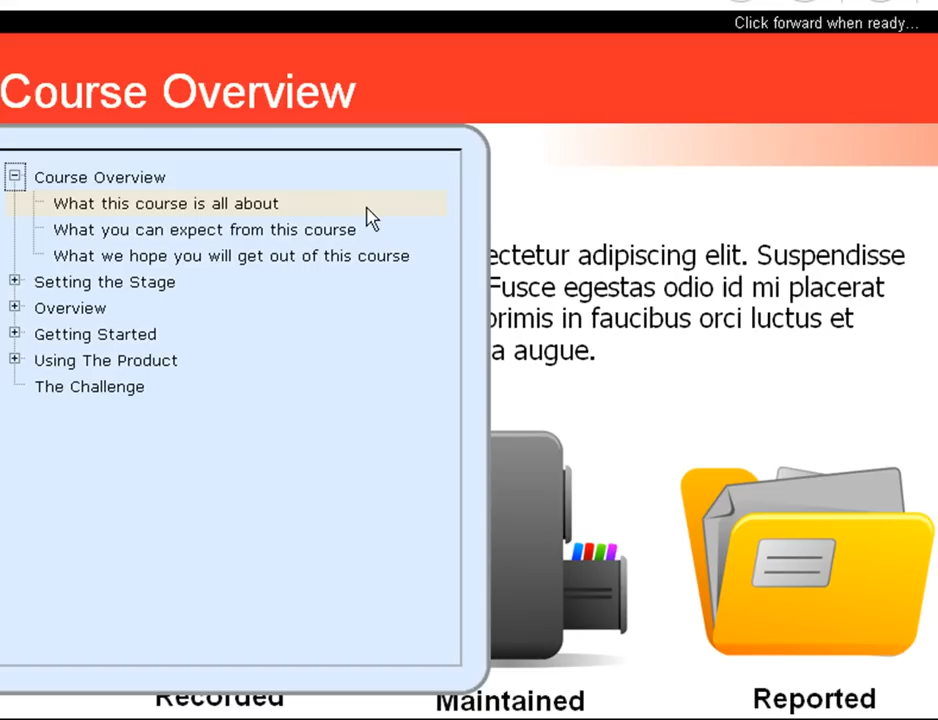 Click forward when ready...
Course Overview
Course Overview
What this course is all about
What you can expect from this course
What we hope you will get out of this course
Setting the Stage
Overview
Getting Started
Using The Product
The Challenge
ectetur adipiscing elit. Suspendisse
Fusce egestas odio id mi placerat
primis in faucibus orci luctus et
a augue.
Recorded
Maintained
Reported